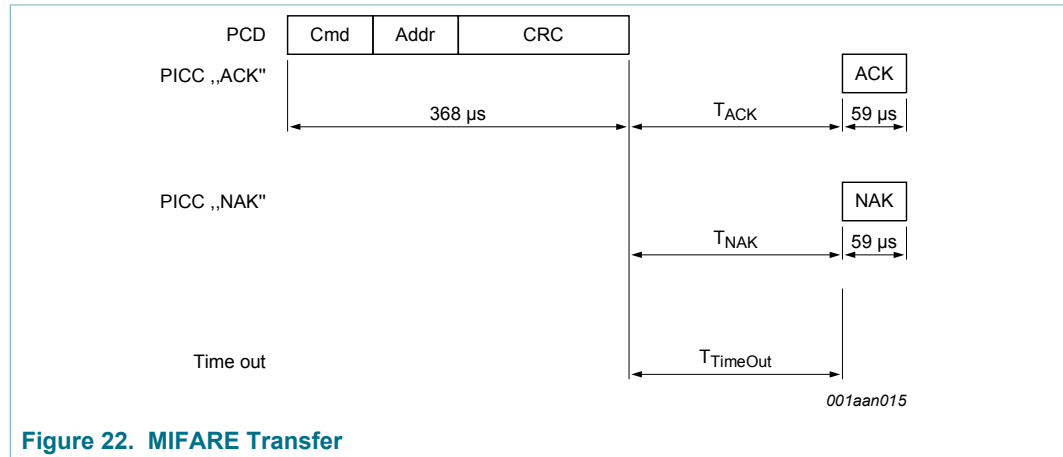 PCD Cmd Addr CRC
PICC ,,ACK" ACK
368 µs TACK 59 µs
PICC ,,NAK" NAK
TNAK 59 µs
Time out TTimeOut
001aan015
Figure 22. MIFARE Transfer